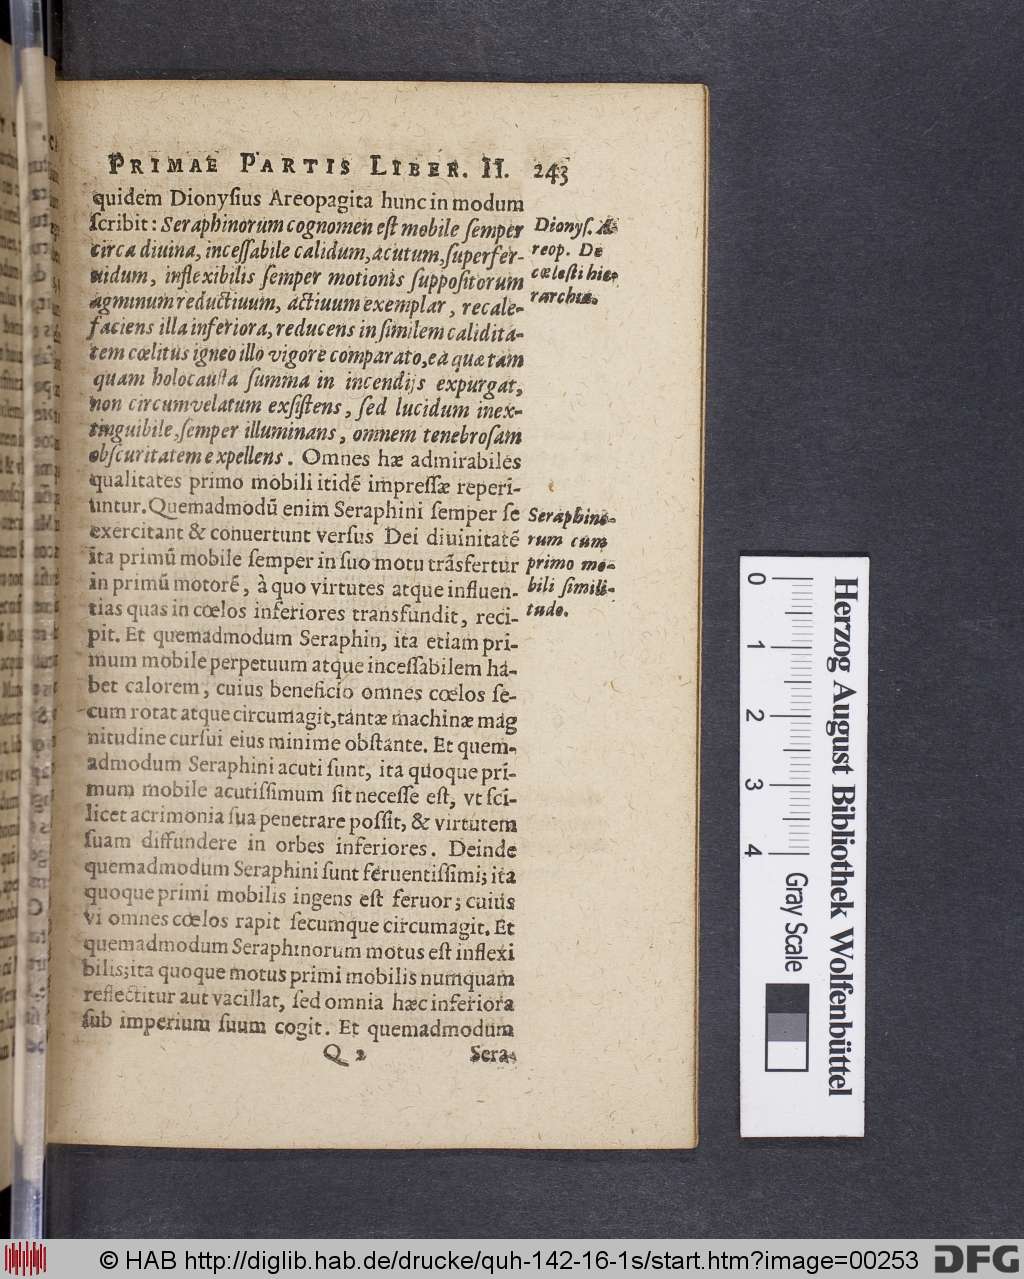 PRIMAE PARTIS LIBER. II. 243
quidem Dionyſius Areopagita hunc in modum
ſcribit: Seraphinorum cognomen eſt mobile ſemper
circa diuina, inceſſabile calidum, acutum, ſuperfer-
uidum, inflexibilis ſemper motionis ſuppoſitorum
agminum reductiuum, actiuum exemplar, recale-
faciens illa inferiora, reducens in ſimilem calidita-
tem cœlitus igneo illo vigore comparato, ea quæ tam
quam holocauſta ſumma in incendijs expurgat,
non circumvelatum exſiſtens, ſed lucidum inex-
tinguibile, ſemper illuminans, omnem tenebroſam
obſcuritatem expellens. Omnes hæ admirabiles
qualitates primo mobili itidẽ impreſſæ reperi-
untur. Quemadmodũ enim Seraphini ſemper ſe
exercitant & conuertunt verſus Dei diuinitatẽ
ita primũ mobile ſemper in ſuo motu trãsfertur
in primũ motorẽ, à quo virtutes atque influen-
tias quas in cœlos inferiores transfundit, reci-
pit. Et quemadmodum Seraphin, ita etiam pri-
mum mobile perpetuum atque inceſſabilem ha-
bet calorem, cuius beneficio omnes cœlos ſe-
cum rotat atque circumagit, tantæ machinæ mag
nitudine curſui eius minime obſtante. Et quem-
admodum Seraphini acuti ſunt, ita quoque pri-
mum mobile acutiſſimum ſit neceſſe eſt, vt ſci-
licet acrimonia ſua penetrare poſſit, & virtutem
ſuam diffundere in orbes inferiores. Deinde
quemadmodum Seraphini ſunt feruentiſſimi; ita
quoque primi mobilis ingens eſt feruor; cuius
vi omnes cœlos rapit ſecumque circumagit. Et
quemadmodum Seraphinorum motus eſt inflexi
bilis; ita quoque motus primi mobilis numquam
reflectitur aut vacillat, ſed omnia hæc inferiora
ſub imperium ſuum cogit. Et quemadmodum
Q 2 Sera-
Dionyſ. A-
reop. De
cœleſti hie-
rarchia.
Seraphino-
rum cum
primo mo-
bili ſimili-
tudo.
0 1 2 3 4
Gray Scale
Herzog August Bibliothek Wolfenbüttel
© HAB http://diglib.hab.de/drucke/quh-142-16-1s/start.htm?image=00253
DFG